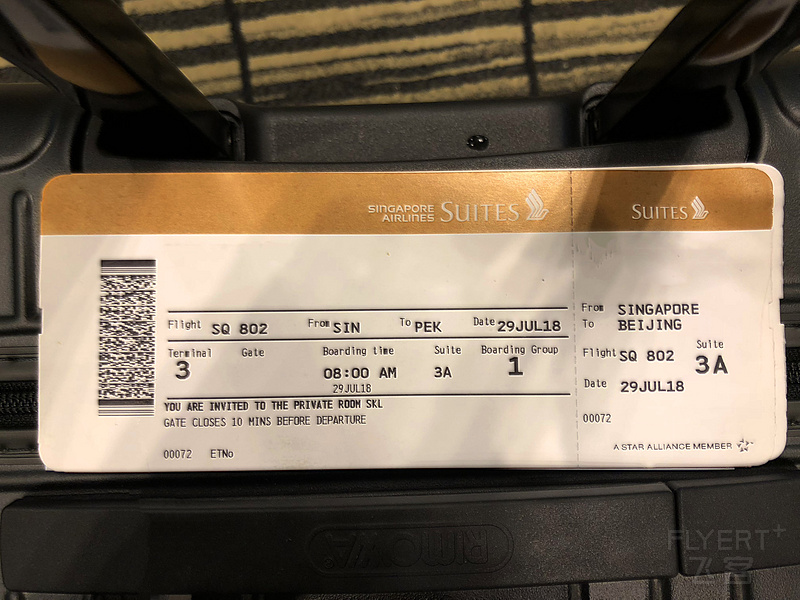 SINGAPORE AIRLINES SUITES
SUITES
Flight SQ 802 From SIN To PEK Date 29JUL18
Terminal Gate Boarding time Suite Boarding Group
3 08:00 AM 3A 1
29JUL18
YOU ARE INVITED TO THE PRIVATE ROOM SKL
GATE CLOSES 10 MINS BEFORE DEPARTURE
00072 ETNo
From SINGAPORE
To BEIJING
Flight SQ 802 Suite 3A
Date 29JUL18
00072
A STAR ALLIANCE MEMBER
RIMOWA
FLYERT+
飞客